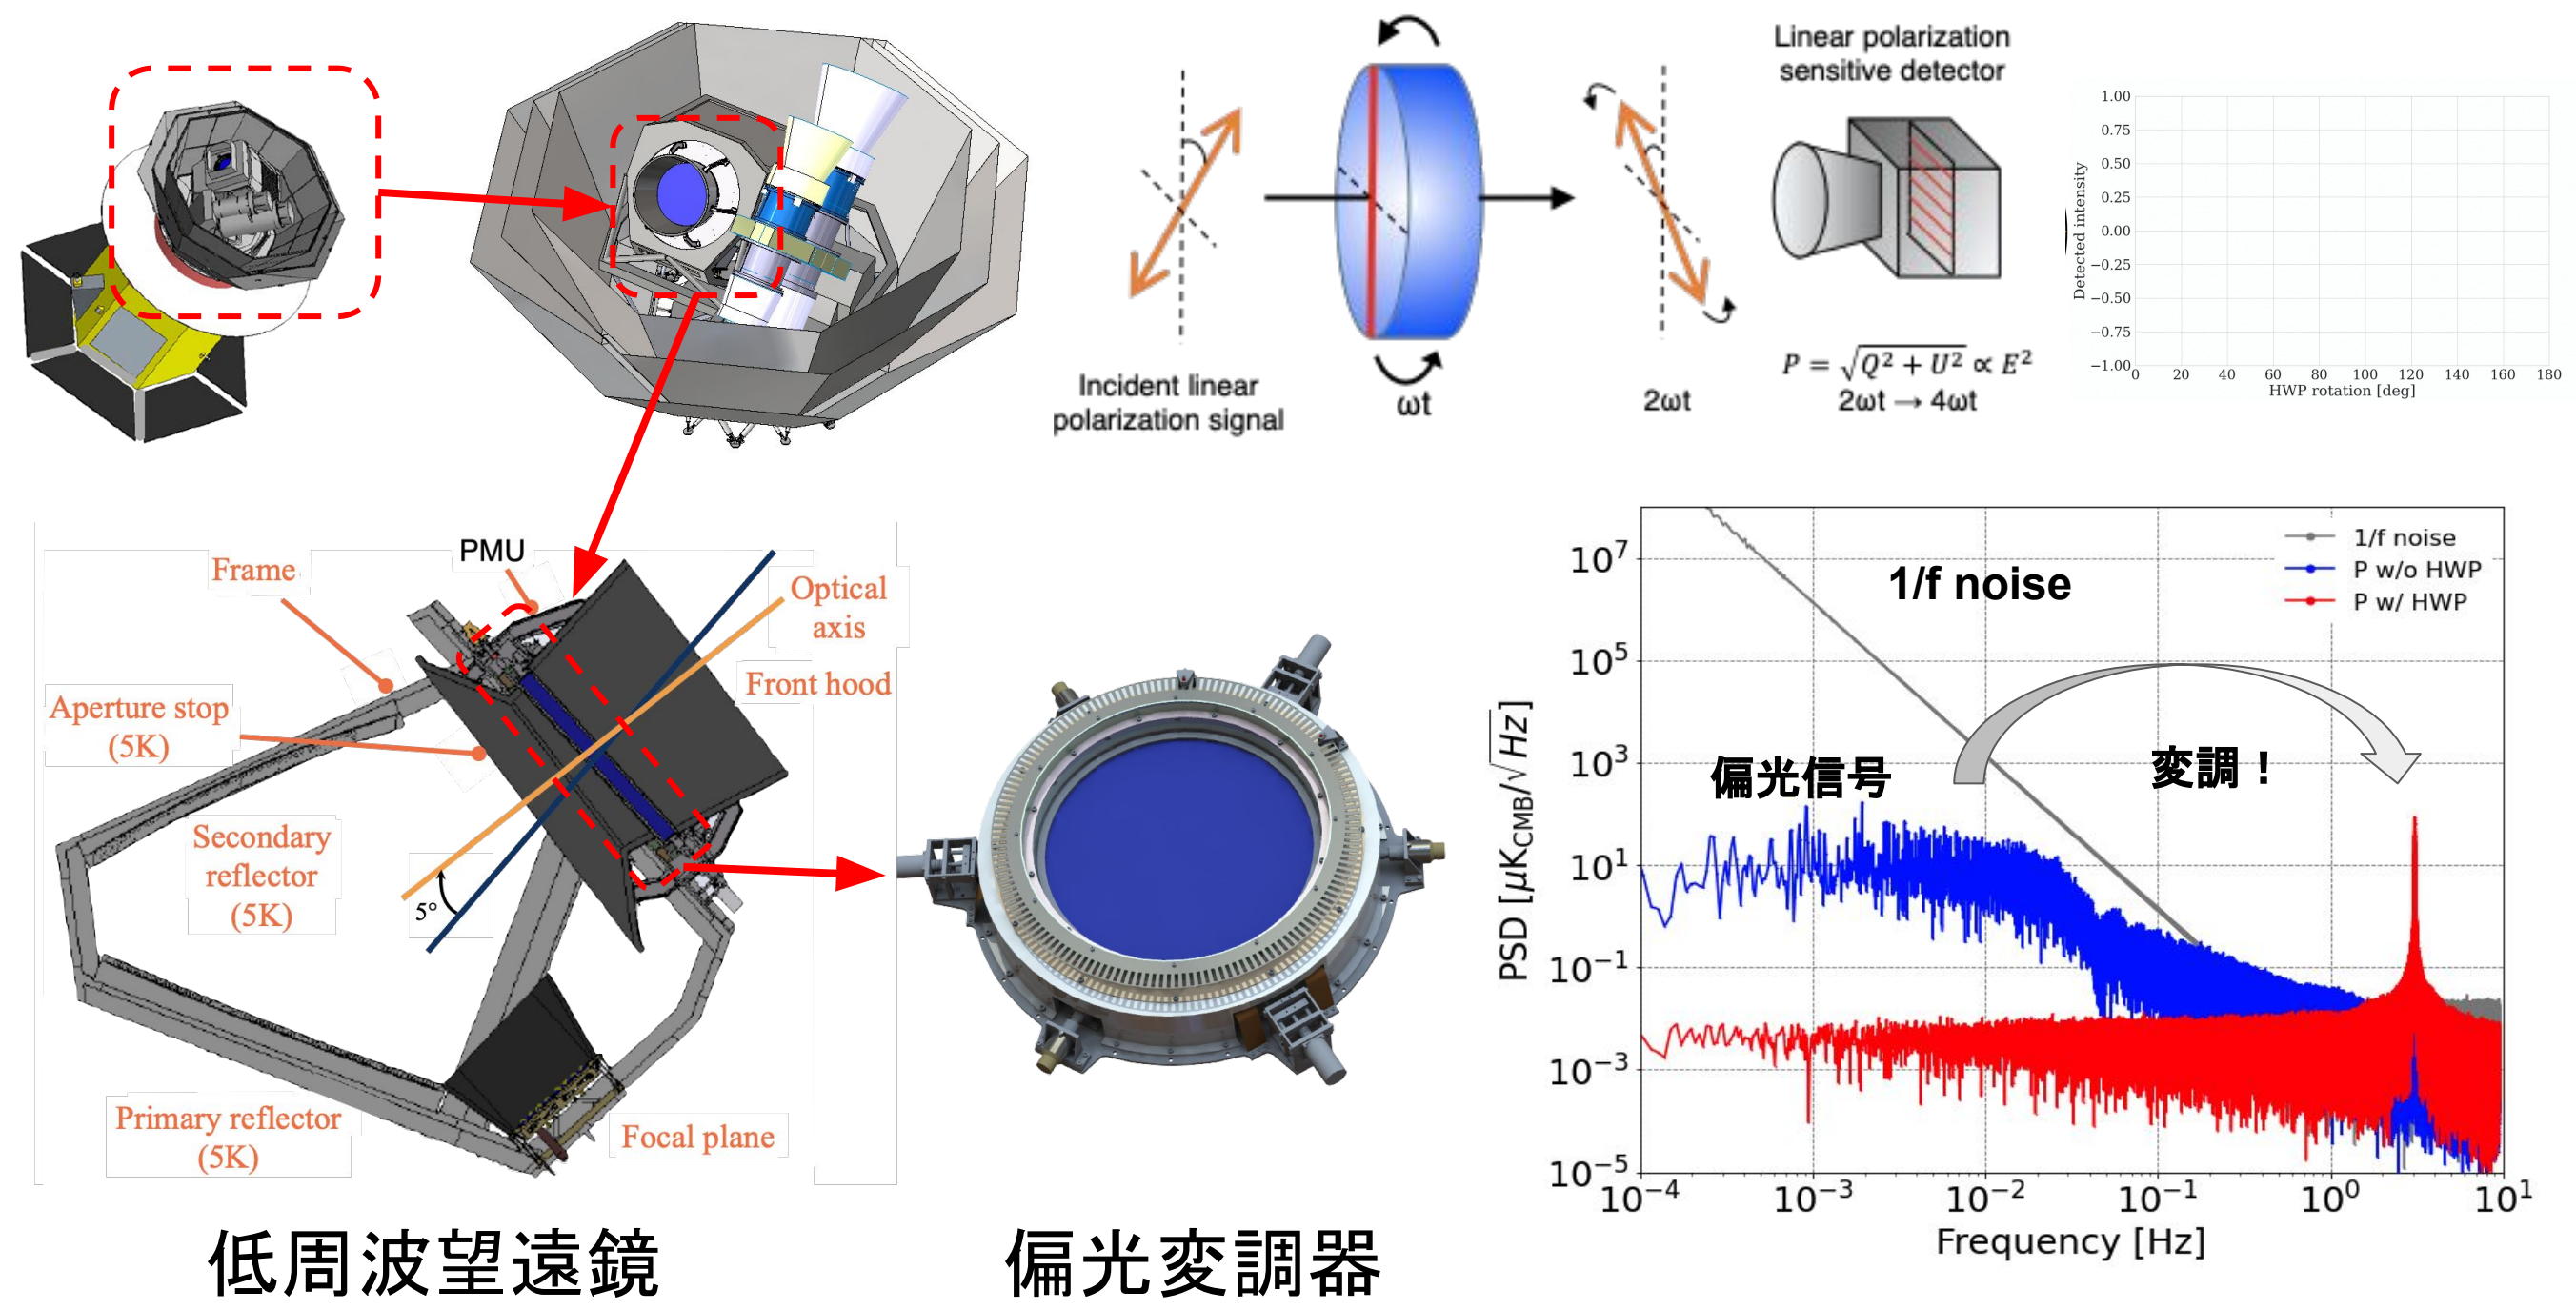 Linear polarization
sensitive detector
Incident linear
polarization signal
ωt
2ωt
P = √Q² + U² ∝ E²
2ωt → 4ωt
Detected intensity
1.00
0.75
0.50
0.25
0.00
−0.25
−0.50
−0.75
−1.00
0 20 40 60 80 100 120 140 160 180
HWP rotation [deg]
PMU
Frame
Optical
axis
Front hood
Aperture stop
(5K)
Secondary
reflector
(5K)
5°
Primary reflector
(5K)
Focal plane
低周波望遠鏡
偏光変調器
1/f noise
P w/o HWP
P w/ HWP
1/f noise
偏光信号
変調！
PSD [μK_CMB/√Hz]
10⁷
10⁵
10³
10¹
10⁻¹
10⁻³
10⁻⁵
10⁻⁴ 10⁻³ 10⁻² 10⁻¹ 10⁰ 10¹
Frequency [Hz]